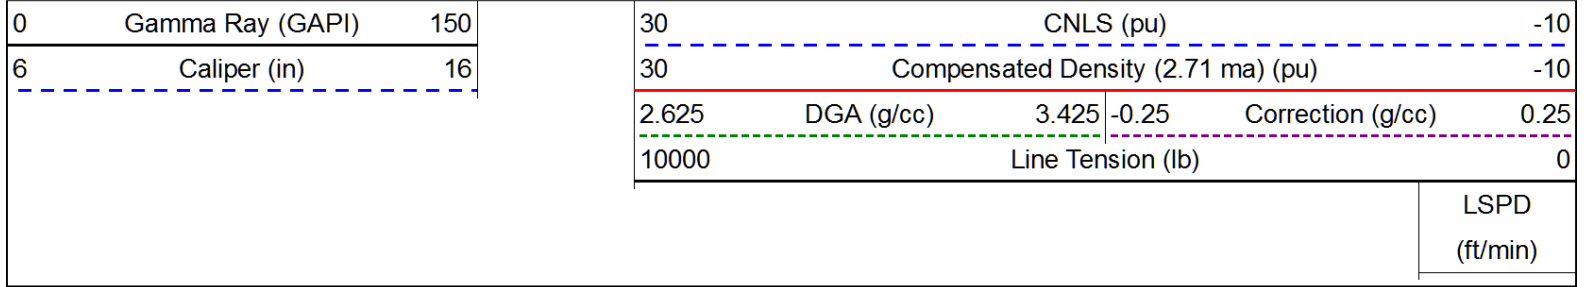 0 Gamma Ray (GAPI) 150 30 CNLS (pu) -10
6 Caliper (in) 16 30 Compensated Density (2.71 ma) (pu) -10
2.625 DGA (g/cc) 3.425 -0.25 Correction (g/cc) 0.25
10000 Line Tension (lb) 0
LSPD
(ft/min)